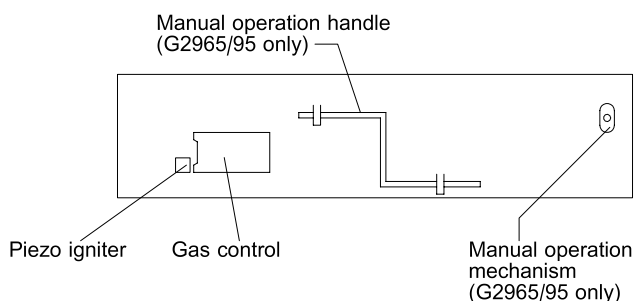 Manual operation handle
(G2965/95 only)
Piezo igniter
Gas control
Manual operation
mechanism
(G2965/95 only)